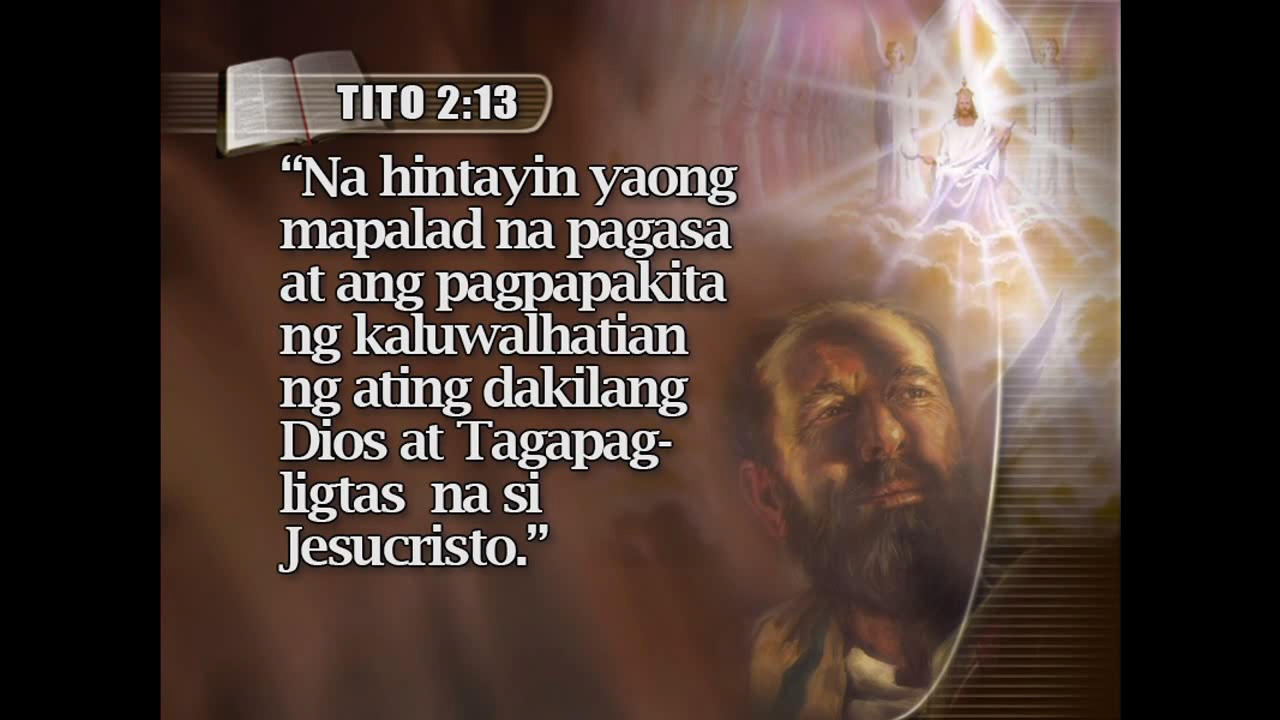 TITO 2:13
“Na hintayin yaong
mapalad na pagasa
at ang pagpapakita
ng kaluwalhatian
ng ating dakilang
Dios at Tagapag-
ligtas na si
Jesucristo.”